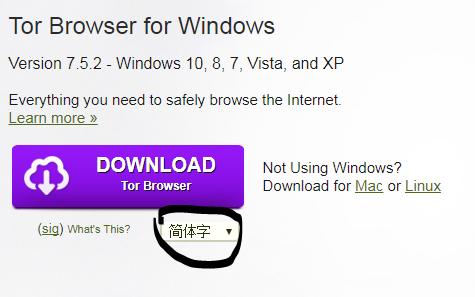 Tor Browser for Windows
Version 7.5.2 - Windows 10, 8, 7, Vista, and XP
Everything you need to safely browse the Internet.
Learn more »
DOWNLOAD
Tor Browser
Not Using Windows?
Download for Mac or Linux
(sig) What's This?
简体字